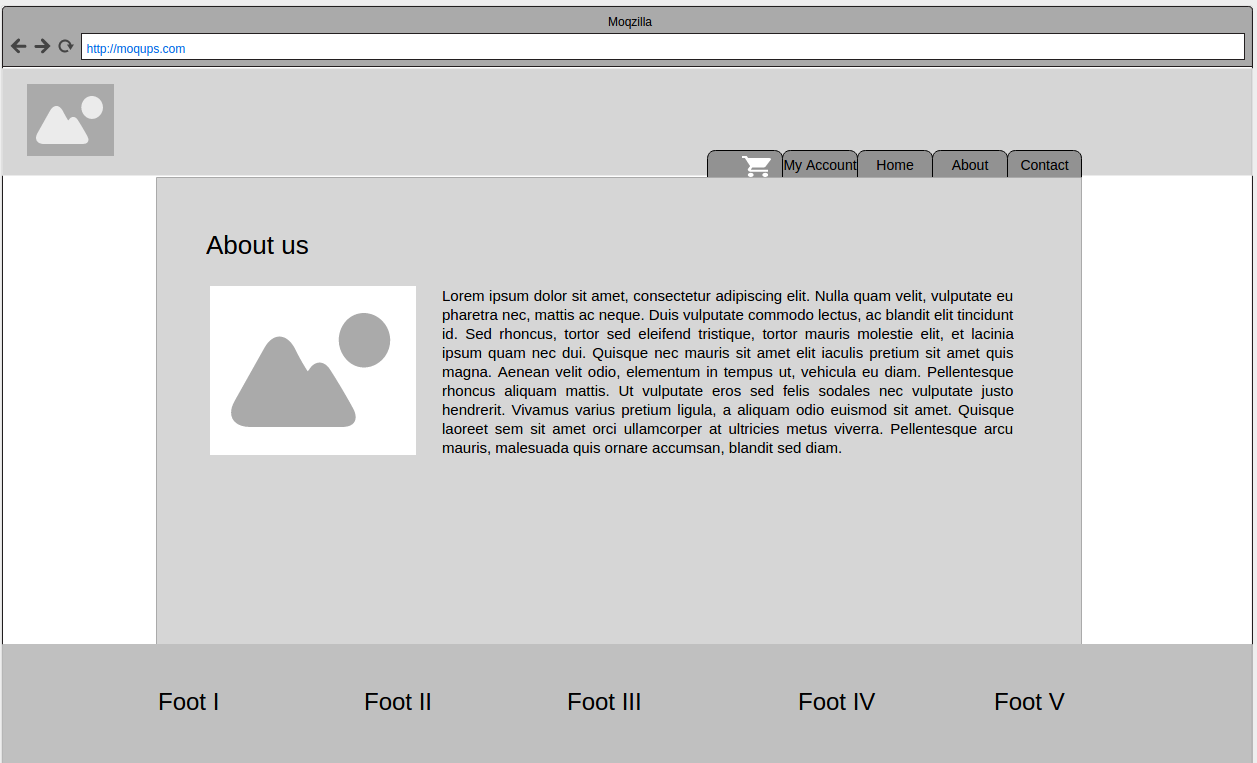 Moqzilla
http://moqups.com
My Account Home About Contact
About us
Lorem ipsum dolor sit amet, consectetur adipiscing elit. Nulla quam velit, vulputate eu
pharetra nec, mattis ac neque. Duis vulputate commodo lectus, ac blandit elit tincidunt
id. Sed rhoncus, tortor sed eleifend tristique, tortor mauris molestie elit, et lacinia
ipsum quam nec dui. Quisque nec mauris sit amet elit iaculis pretium sit amet quis
magna. Aenean velit odio, elementum in tempus ut, vehicula eu diam. Pellentesque
rhoncus aliquam mattis. Ut vulputate eros sed felis sodales nec vulputate justo
hendrerit. Vivamus varius pretium ligula, a aliquam odio euismod sit amet. Quisque
laoreet sem sit amet orci ullamcorper at ultricies metus viverra. Pellentesque arcu
mauris, malesuada quis ornare accumsan, blandit sed diam.
Foot I Foot II Foot III Foot IV Foot V